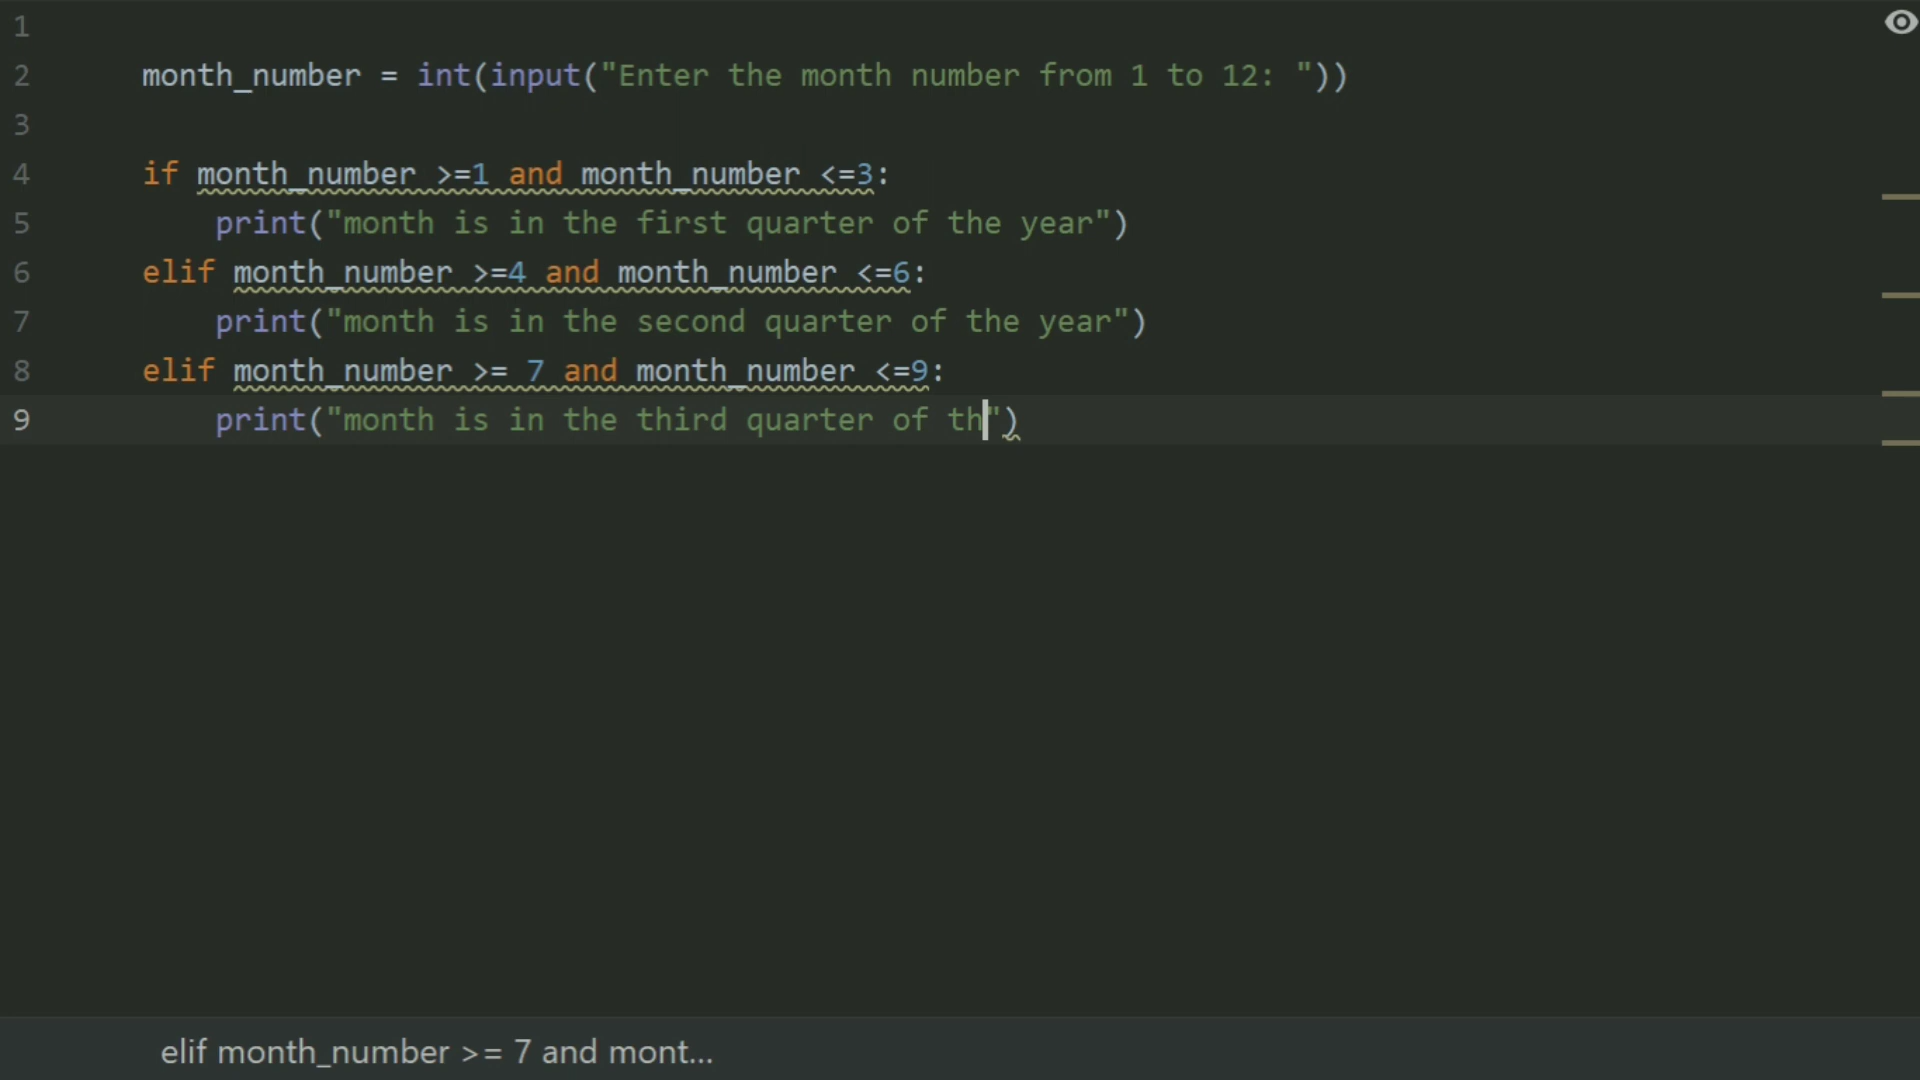 1
2 month_number = int(input("Enter the month number from 1 to 12: "))
3
4 if month_number >=1 and month_number <=3:
5 print("month is in the first quarter of the year")
6 elif month_number >=4 and month_number <=6:
7 print("month is in the second quarter of the year")
8 elif month_number >= 7 and month_number <=9:
9 print("month is in the third quarter of th")
elif month_number >= 7 and mont...